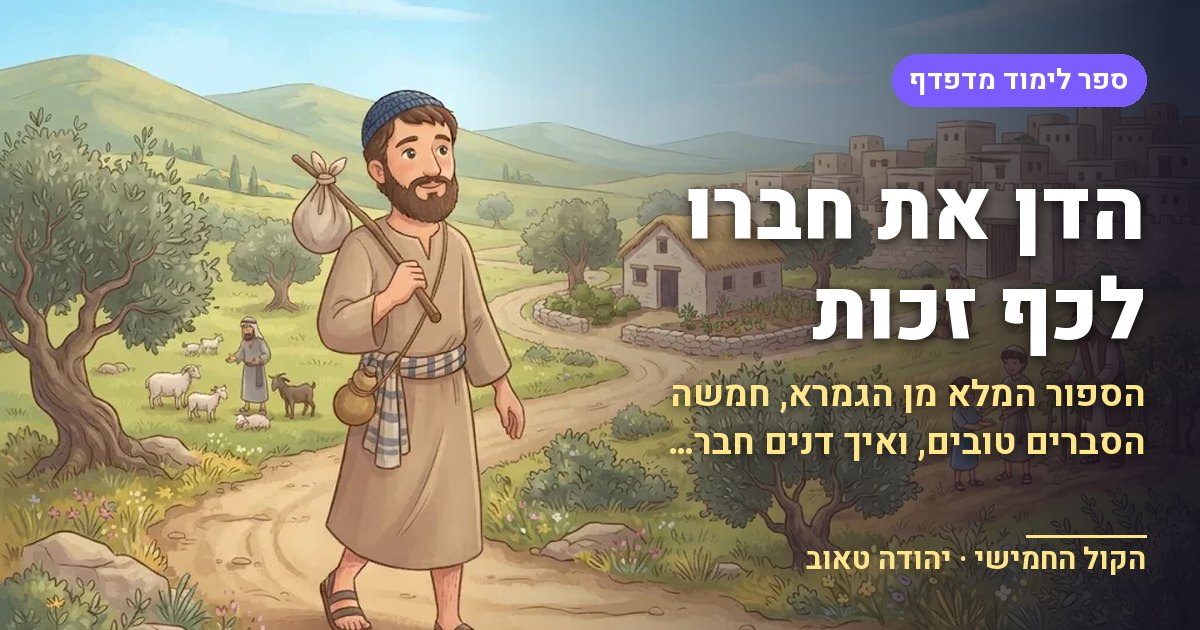 ספר לימוד מדפדף
הדן את חברו
לכף זכות
הספור המלא מן הגמרא, חמשה
הסברים טובים, ואיך דנים חבר...
הקול החמישי · יהודה טאוב